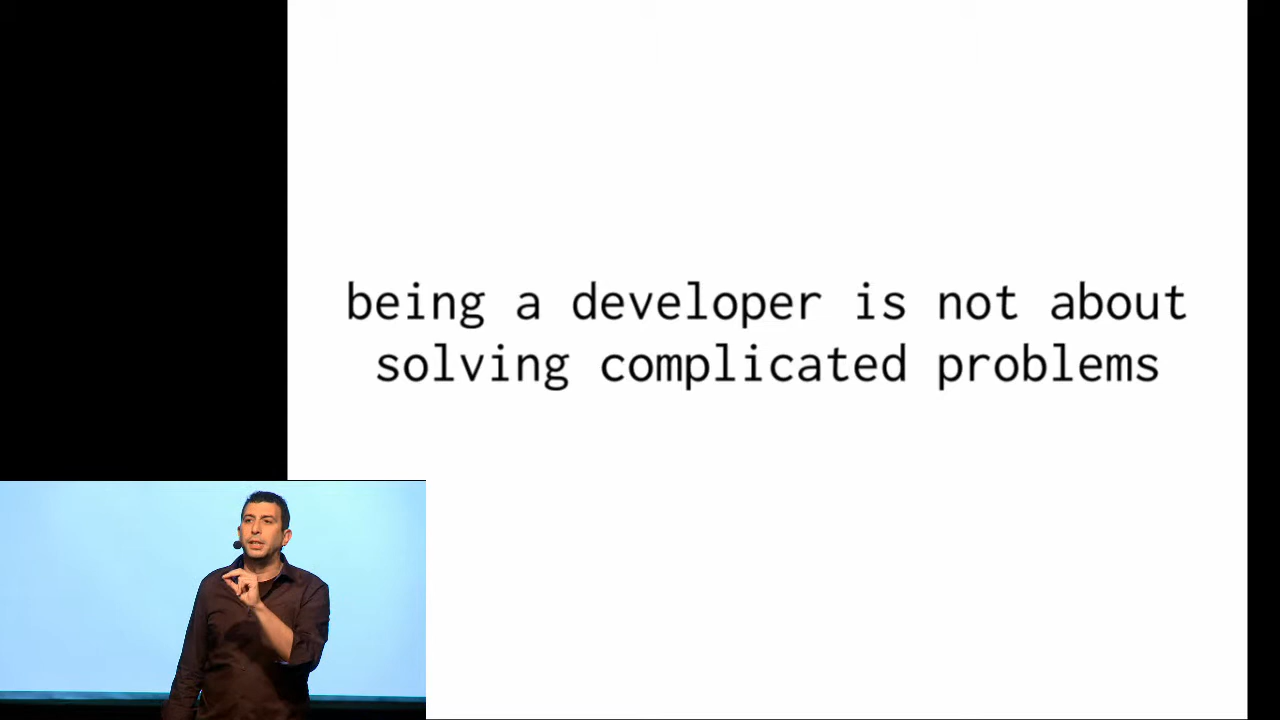 being a developer is not about
solving complicated problems